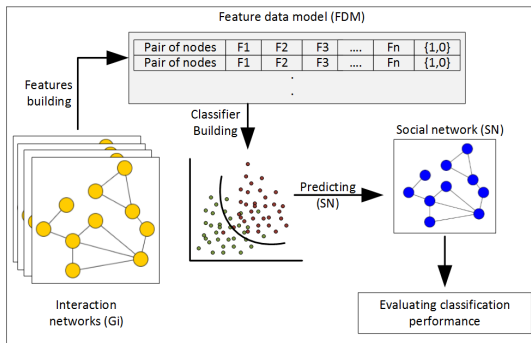 Feature data model (FDM)
Pair of nodes F1 F2 F3 .... Fn {1,0}
Pair of nodes F1 F2 F3 .... Fn {1,0}
.
.
Features
building
Classifier
Building
Social network (SN)
Predicting
(SN)
Interaction
networks (Gi)
Evaluating classification
performance